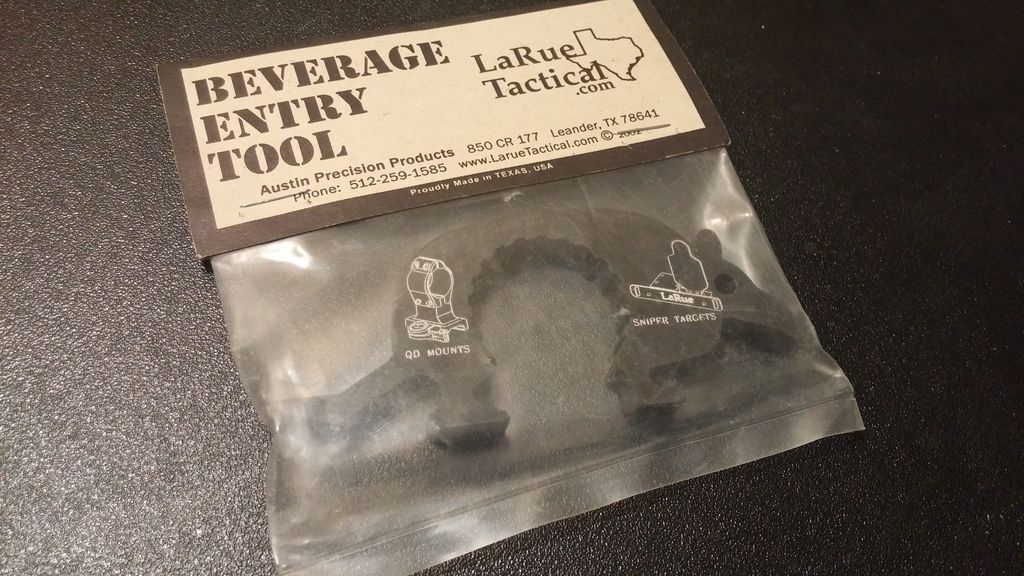 BEVERAGE
ENTRY
TOOL
LaRue
Tactical
.com
Austin Precision Products 850 CR 177 Leander, TX 78641
Phone: 512-259-1585 www.LarueTactical.com © 2002
Proudly Made in TEXAS, USA
QD MOUNTS
LaRue
SNIPER TARGETS